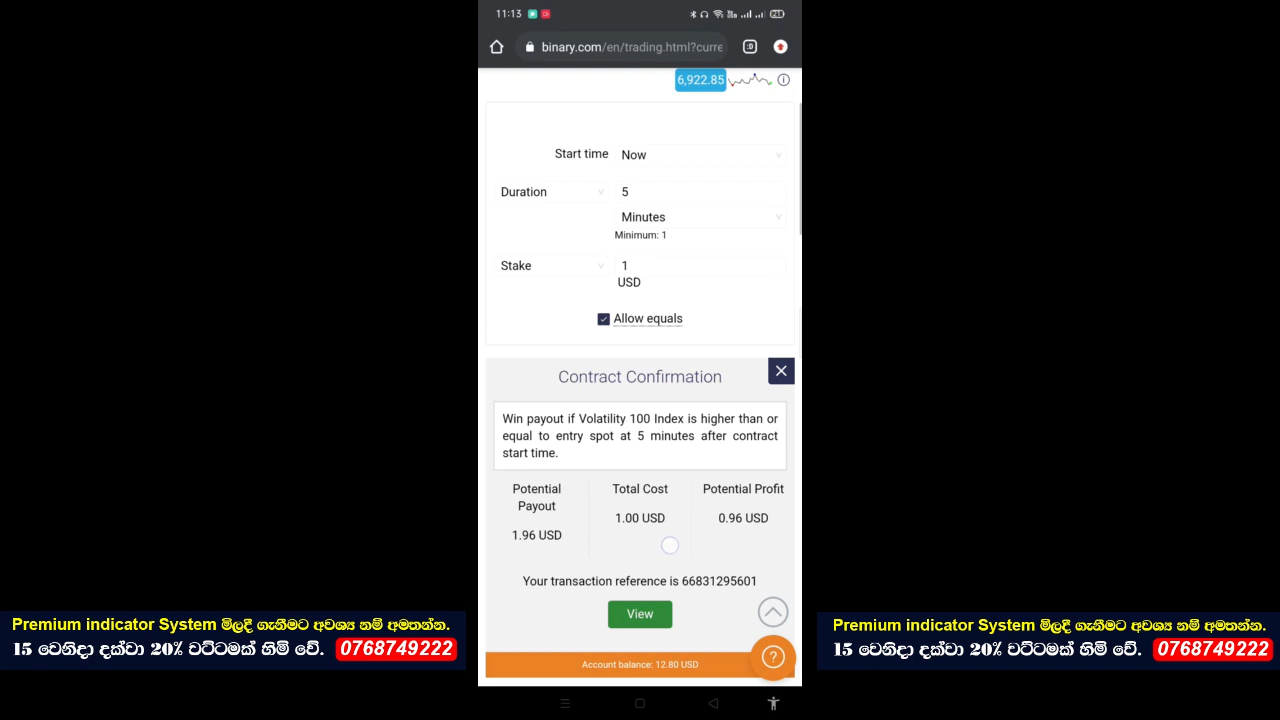 11:13
21
binary.com/en/trading.html?curre
:D
6,922.85
Start time
Now
Duration
5
Minutes
Minimum: 1
Stake
1
USD
Allow equals
Contract Confirmation
Win payout if Volatility 100 Index is higher than or
equal to entry spot at 5 minutes after contract
start time.
Potential Payout
Total Cost
Potential Profit
1.96 USD
1.00 USD
0.96 USD
Your transaction reference is 66831295601
View
Account balance: 12.80 USD
?
Premium indicator System මිලදී ගැනීමට අවශ්‍ය නම් අමතන්න.
15 වෙනිදා දක්වා 20% වට්ටමක් හිමි වේ. 0768749222
Premium indicator System මිලදී ගැනීමට අවශ්‍ය නම් අමතන්න.
15 වෙනිදා දක්වා 20% වට්ටමක් හිමි වේ. 0768749222